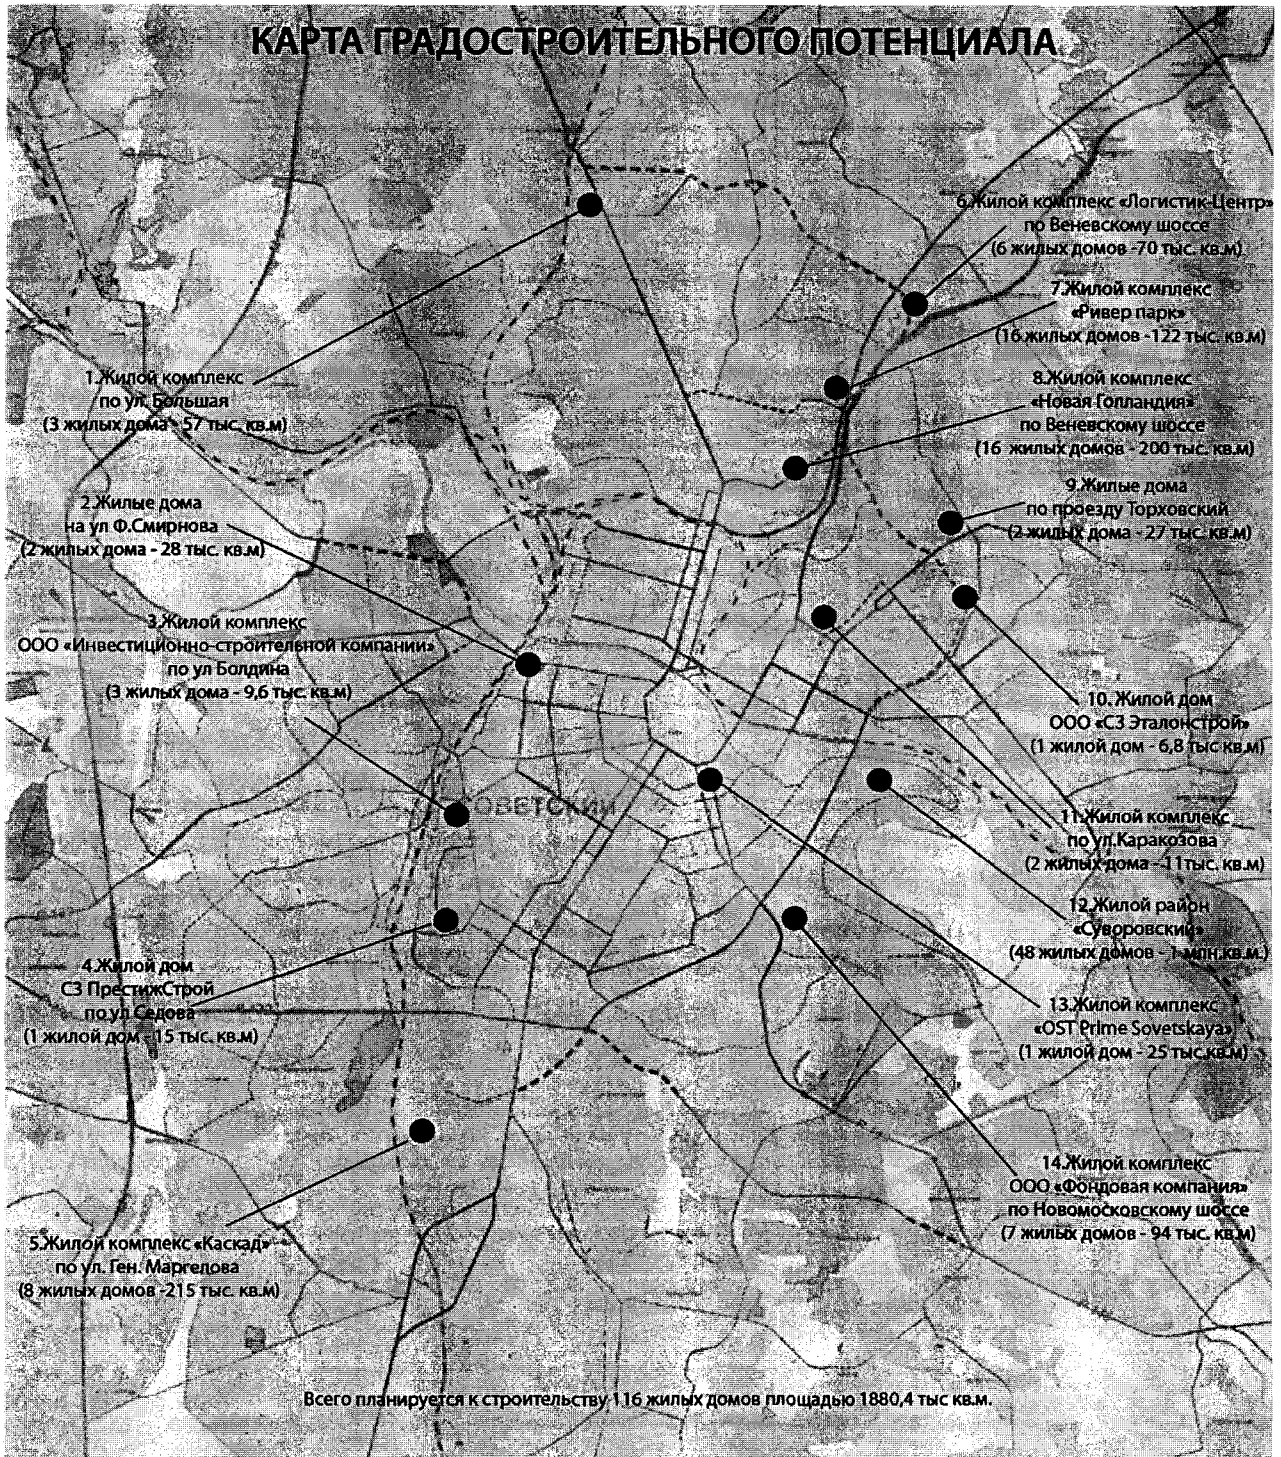 КАРТА ГРАДОСТРОИТЕЛЬНОГО ПОТЕНЦИАЛА
1.Жилой комплекс
по ул. Большая
(3 жилых дома - 57 тыс. кв.м)
2.Жилые дома
на ул Ф.Смирнова
(2 жилых дома - 28 тыс. кв.м)
3.Жилой комплекс
ООО «Инвестиционно-строительной компании»
по ул Болдина
(3 жилых дома - 9,6 тыс. кв.м)
СОВЕТСКИЙ
4.Жилой дом
СЗ ПрестижСтрой
по ул Седова
(1 жилой дом - 15 тыс. кв.м)
5.Жилой комплекс «Каскад»
по ул. Ген. Маргелова
(8 жилых домов -215 тыс. кв.м)
6.Жилой комплекс «Логистик-Центр»
по Веневскому шоссе
(6 жилых домов -70 тыс. кв.м)
7.Жилой комплекс
«Ривер парк»
(16 жилых домов -122 тыс. кв.м)
8.Жилой комплекс
«Новая Голландия»
по Веневскому шоссе
(16 жилых домов - 200 тыс. кв.м)
9.Жилые дома
по проезду Торховский
(2 жилых дома - 27 тыс. кв.м)
10. Жилой дом
ООО «СЗ Эталонстрой»
(1 жилой дом - 6,8 тыс кв.м)
11.Жилой комплекс
по ул.Каракозова
(2 жилых дома - 11тыс. кв.м)
12.Жилой район
«Суворовский»
(48 жилых домов - 1 млн.кв.м.)
13.Жилой комплекс
«OST Prime Sovetskaya»
(1 жилой дом - 25 тыс.кв.м)
14.Жилой комплекс
ООО «Фондовая компания»
по Новомосковскому шоссе
(7 жилых домов - 94 тыс. кв.м)
Всего планируется к строительству 116 жилых домов площадью 1880,4 тыс кв.м.